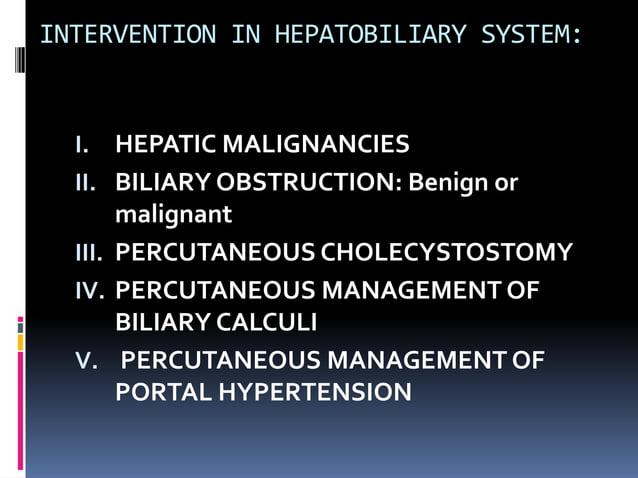 INTERVENTION IN HEPATOBILIARY SYSTEM:
I. HEPATIC MALIGNANCIES
II. BILIARY OBSTRUCTION: Benign or
malignant
III. PERCUTANEOUS CHOLECYSTOSTOMY
IV. PERCUTANEOUS MANAGEMENT OF
BILIARY CALCULI
V. PERCUTANEOUS MANAGEMENT OF
PORTAL HYPERTENSION